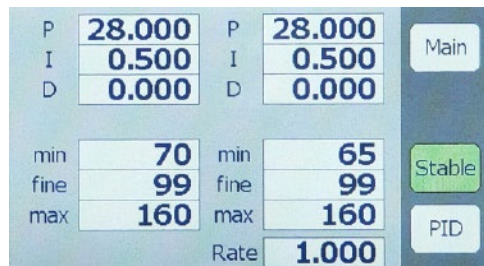 P 28.000 P 28.000 Main
I 0.500 I 0.500
D 0.000 D 0.000
min 70 min 65 Stable
fine 99 fine 99
max 160 max 160 PID
Rate 1.000